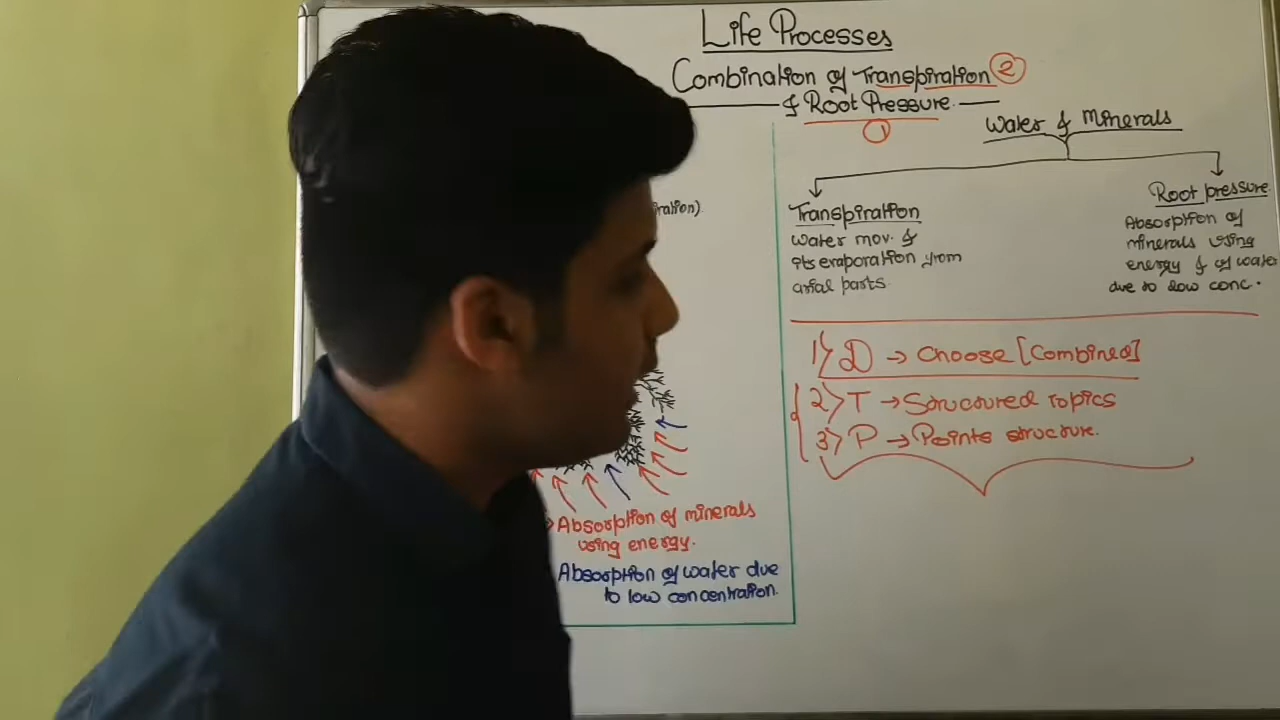 Life Processes
Combination of Transpiration ②
& Root Pressure
①
Water & Minerals
Transpiration
Water mov. &
its evaporation from
arial parts.
Root pressure
Absorption of
minerals using
energy & of water
due to low conc.
ration).
1) D → Choose [Combined]
2) T → Structured Topics
3) P → Points structure.
Absorption of minerals
using energy.
Absorption of water due
to low concentration.